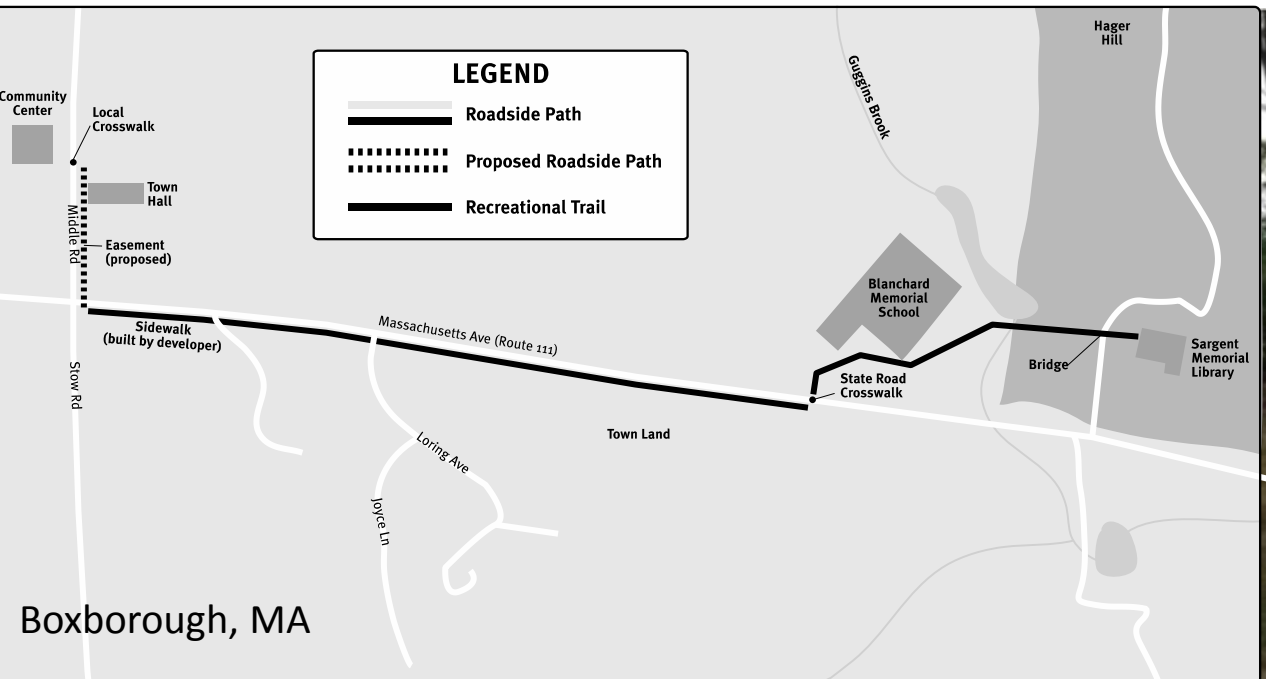 Hager
Hill
LEGEND
Roadside Path
Proposed Roadside Path
Recreational Trail
Guggins Brook
Community
Center
Local
Crosswalk
Town
Hall
Middle Rd
Easement
(proposed)
Blanchard
Memorial
School
Sidewalk
(built by developer)
Massachusetts Ave (Route 111)
Bridge
Sargent
Memorial
Library
State Road
Crosswalk
Stow Rd
Town Land
Loring Ave
Joyce Ln
Boxborough, MA